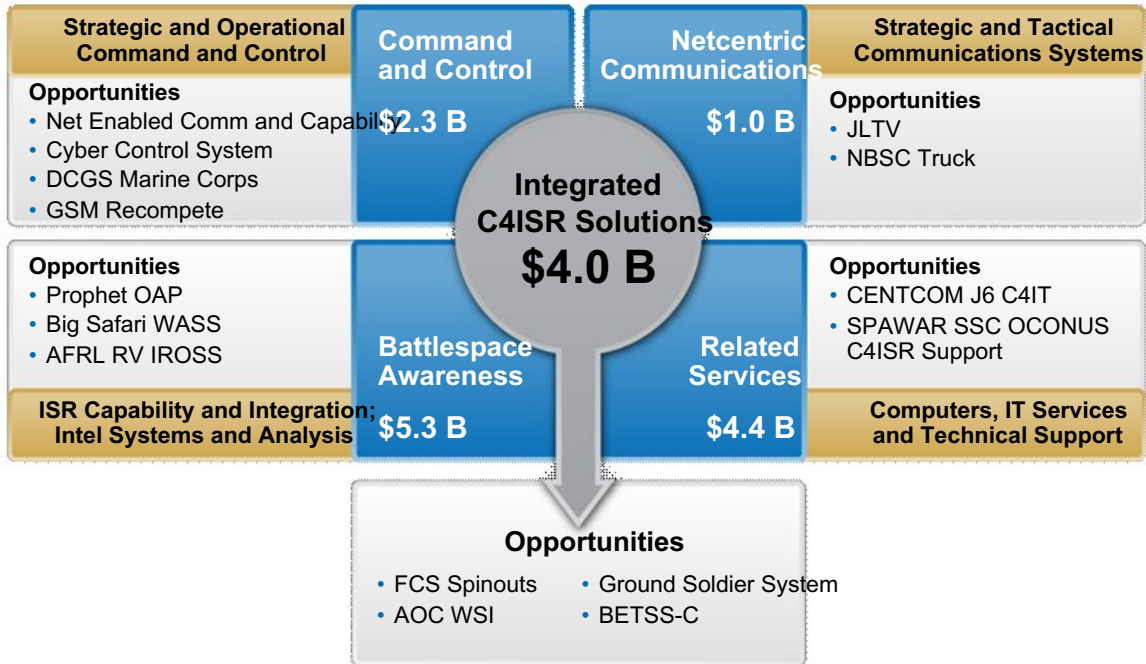 Strategic and Operational
Command and Control
Opportunities
• Net Enabled Comm and Capability
• Cyber Control System
• DCGS Marine Corps
• GSM Recompete
Command
and Control
$2.3 B
Netcentric
Communications
$1.0 B
Strategic and Tactical
Communications Systems
Opportunities
• JLTV
• NBSC Truck
Integrated
C4ISR Solutions
$4.0 B
Opportunities
• Prophet OAP
• Big Safari WASS
• AFRL RV IROSS
ISR Capability and Integration;
Intel Systems and Analysis
Battlespace
Awareness
$5.3 B
Related
Services
$4.4 B
Opportunities
• CENTCOM J6 C4IT
• SPAWAR SSC OCONUS
C4ISR Support
Computers, IT Services
and Technical Support
Opportunities
• FCS Spinouts
• AOC WSI
• Ground Soldier System
• BETSS-C